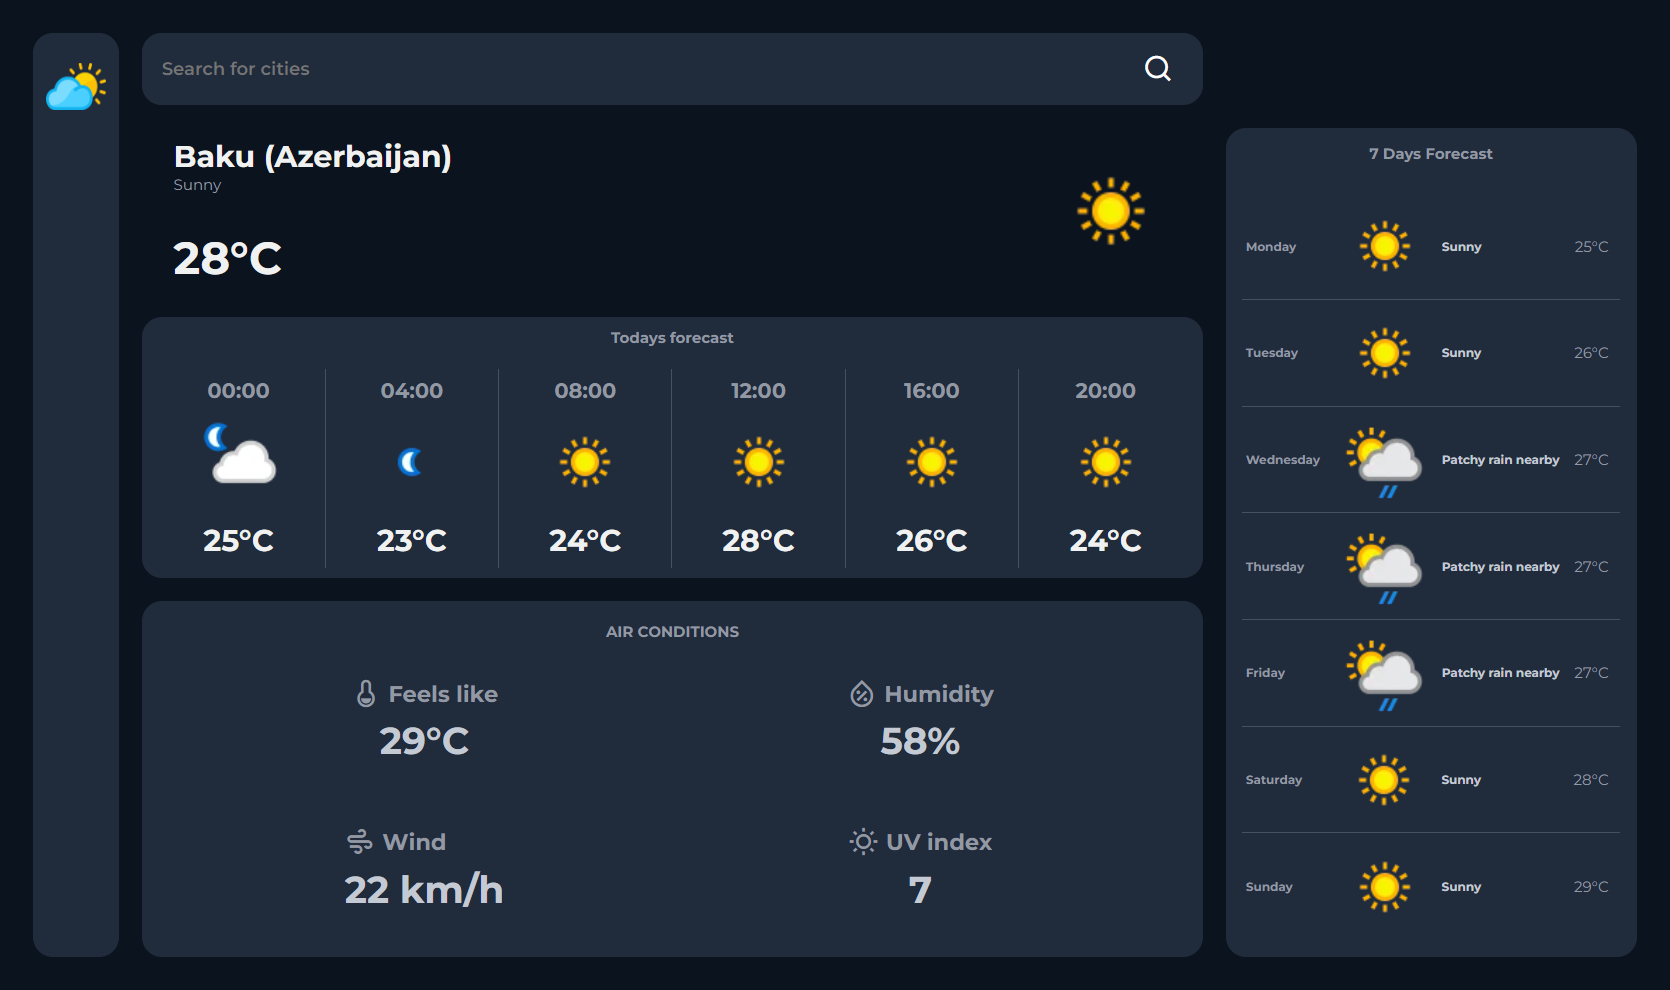 Search for cities
Baku (Azerbaijan)
Sunny
28°C
Todays forecast
00:00 04:00 08:00 12:00 16:00 20:00
25°C 23°C 24°C 28°C 26°C 24°C
AIR CONDITIONS
Feels like Humidity
29°C 58%
Wind UV index
22 km/h 7
7 Days Forecast
Monday Sunny 25°C
Tuesday Sunny 26°C
Wednesday Patchy rain nearby 27°C
Thursday Patchy rain nearby 27°C
Friday Patchy rain nearby 27°C
Saturday Sunny 28°C
Sunday Sunny 29°C